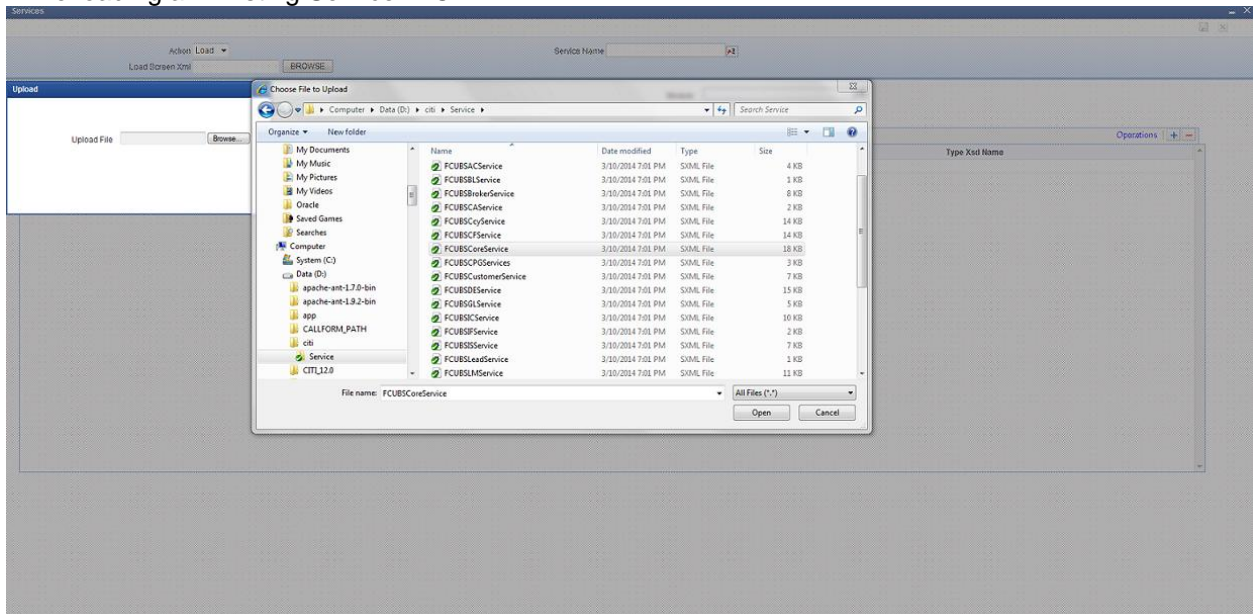 Services
Action Load
Service Name
Load Screen Xml BROWSE
Upload
Upload File Browse...
Choose File to Upload
Computer Data (D:) citi Service
Search Service
Organize New folder
My Documents
My Music
My Pictures
My Videos
Oracle
Saved Games
Searches
Computer
System (C:)
Data (D:)
apache-ant-1.7.0-bin
apache-ant-1.9.2-bin
app
CALLFORM_PATH
citi
Service
CITI_12.0
Name Date modified Type Size
FCUBSACService 3/10/2014 7:01 PM SXML File 4 KB
FCUBSBLService 3/10/2014 7:01 PM SXML File 1 KB
FCUBSBrokerService 3/10/2014 7:01 PM SXML File 8 KB
FCUBSCAService 3/10/2014 7:01 PM SXML File 2 KB
FCUBSCcyService 3/10/2014 7:01 PM SXML File 14 KB
FCUBSCFService 3/10/2014 7:01 PM SXML File 14 KB
FCUBSCoreService 3/10/2014 7:01 PM SXML File 18 KB
FCUBSCPGServices 3/10/2014 7:01 PM SXML File 3 KB
FCUBSCustomerService 3/10/2014 7:01 PM SXML File 7 KB
FCUBSDEService 3/10/2014 7:01 PM SXML File 15 KB
FCUBSGLService 3/10/2014 7:01 PM SXML File 5 KB
FCUBSICService 3/10/2014 7:01 PM SXML File 10 KB
FCUBSIFService 3/10/2014 7:01 PM SXML File 2 KB
FCUBSISService 3/10/2014 7:01 PM SXML File 7 KB
FCUBSLeadService 3/10/2014 7:01 PM SXML File 1 KB
FCUBSLMService 3/10/2014 7:01 PM SXML File 11 KB
File name: FCUBSCoreService
All Files (*.*)
Open Cancel
Operations + -
Type Xsd Name